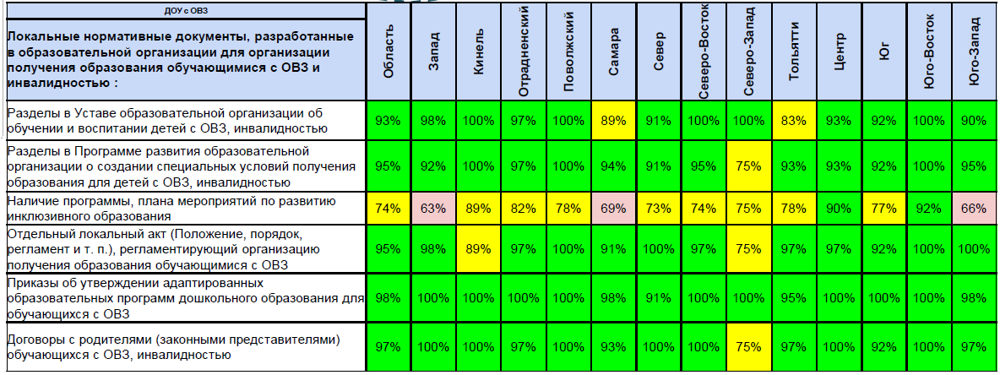 ДОУ с ОВЗ
Локальные нормативные документы, разработанные
в образовательной организации для организации
получения образования обучающимися с ОВЗ и
инвалидностью :
Область
Запад
Кинель
Отрадненский
Поволжский
Самара
Север
Северо-Восток
Северо-Запад
Тольятти
Центр
Юг
Юго-Восток
Юго-Запад
Разделы в Уставе образовательной организации об
обучении и воспитании детей с ОВЗ, инвалидностью
93% 98% 100% 97% 100% 89% 91% 100% 100% 83% 93% 92% 100% 90%
Разделы в Программе развития образовательной
организации о создании специальных условий получения
образования для детей с ОВЗ, инвалидностью
95% 92% 100% 97% 100% 94% 91% 95% 75% 93% 93% 92% 100% 95%
Наличие программы, плана мероприятий по развитию
инклюзивного образования
74% 63% 89% 82% 78% 69% 73% 74% 75% 78% 90% 77% 92% 66%
Отдельный локальный акт (Положение, порядок,
регламент и т. п.), регламентирующий организацию
получения образования обучающимися с ОВЗ
95% 98% 89% 97% 100% 91% 100% 97% 75% 97% 97% 92% 100% 100%
Приказы об утверждении адаптированных
образовательных программ дошкольного образования для
обучающихся с ОВЗ
98% 100% 100% 100% 100% 98% 91% 100% 100% 95% 100% 100% 100% 98%
Договоры с родителями (законными представителями)
обучающихся с ОВЗ, инвалидностью
97% 100% 100% 97% 100% 93% 100% 100% 75% 97% 100% 92% 100% 97%